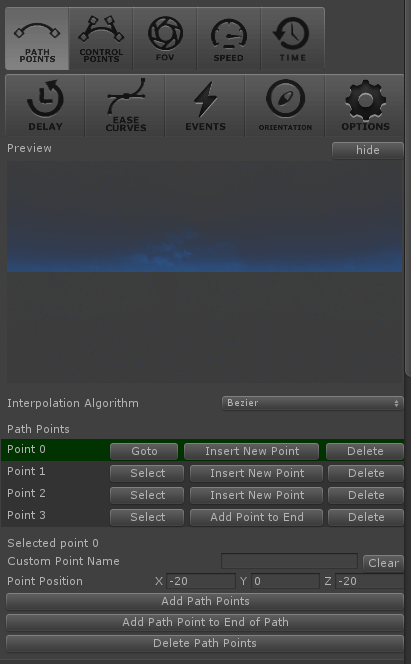 PATH POINTS CONTROL POINTS FOV SPEED TIME
DELAY EASE CURVES EVENTS ORIENTATION OPTIONS
Preview hide
Interpolation Algorithm Bezier
Path Points
Point 0 Goto Insert New Point Delete
Point 1 Select Insert New Point Delete
Point 2 Select Insert New Point Delete
Point 3 Select Add Point to End Delete
Selected point 0
Custom Point Name Clear
Point Position X -20 Y 0 Z -20
Add Path Points
Add Path Point to End of Path
Delete Path Points